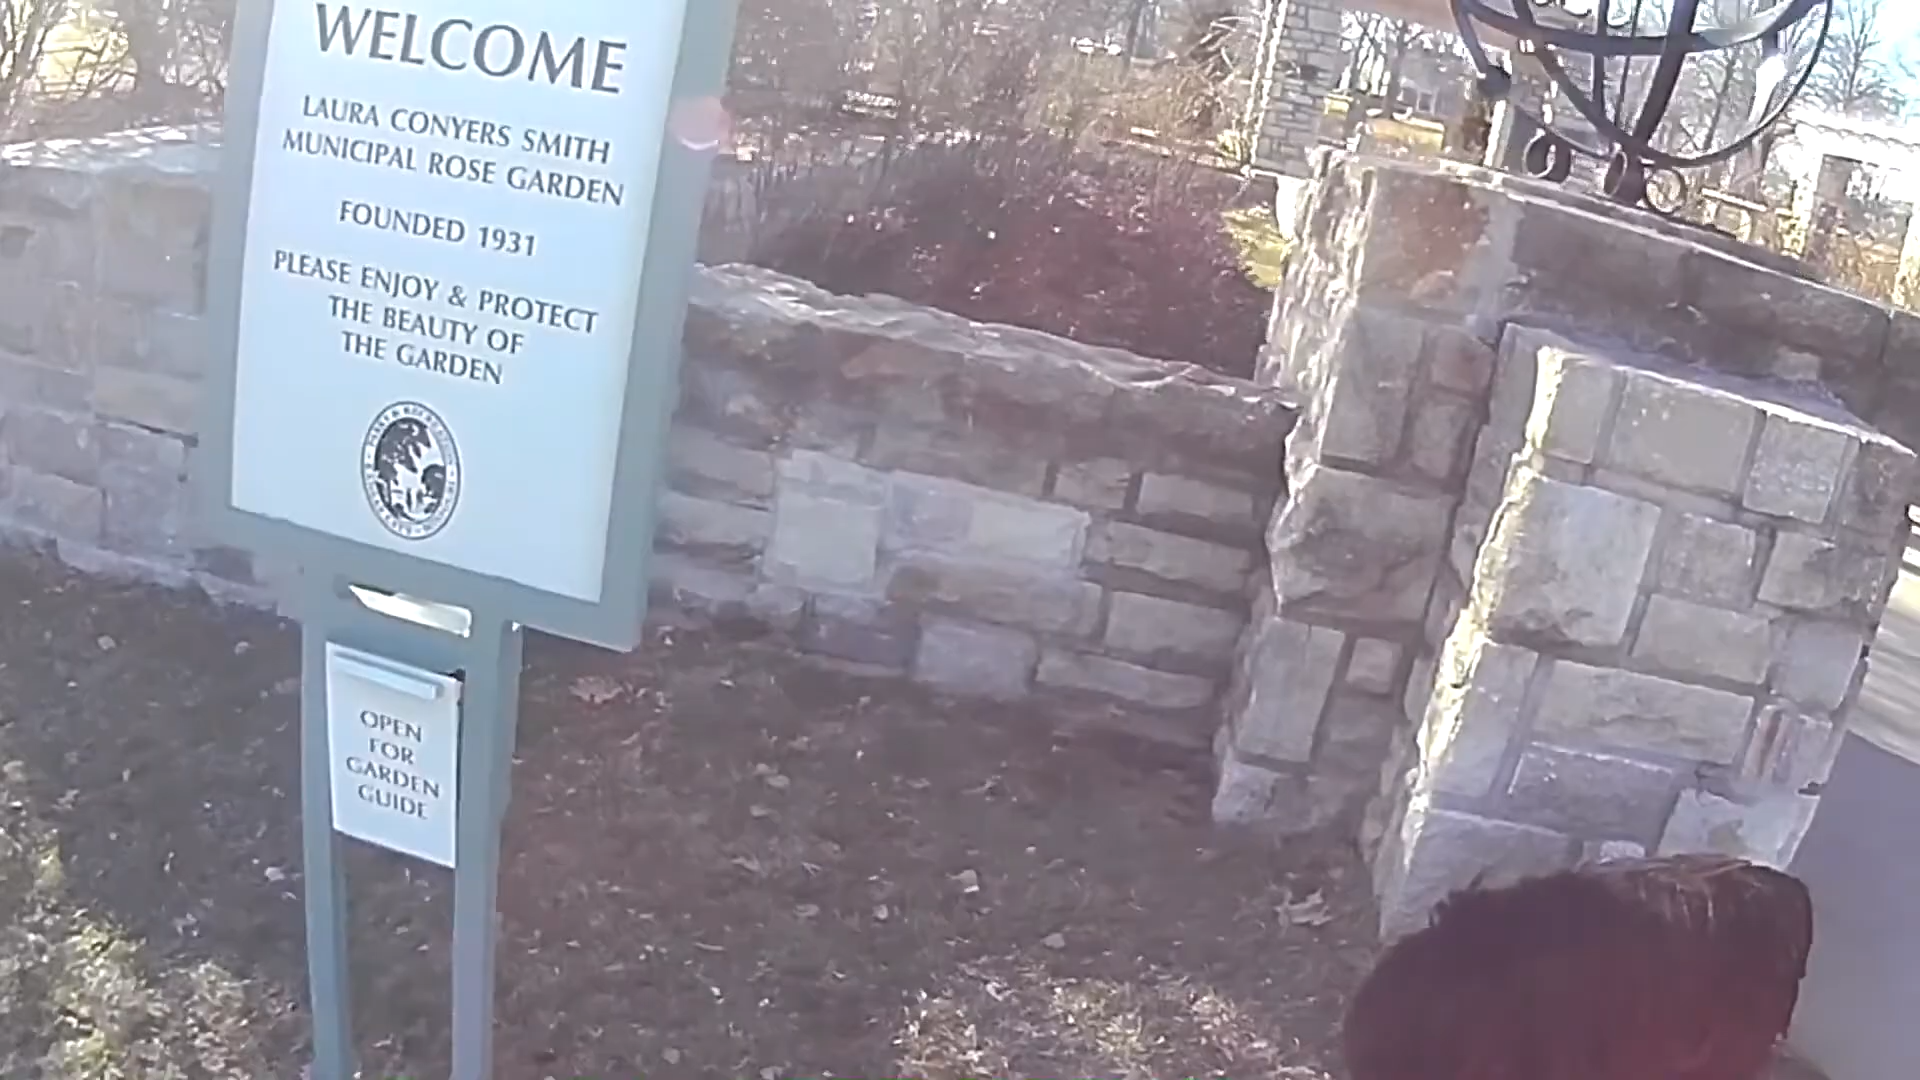 WELCOME
LAURA CONYERS SMITH
MUNICIPAL ROSE GARDEN
FOUNDED 1931
PLEASE ENJOY & PROTECT
THE BEAUTY OF
THE GARDEN
OPEN
FOR
GARDEN
GUIDE